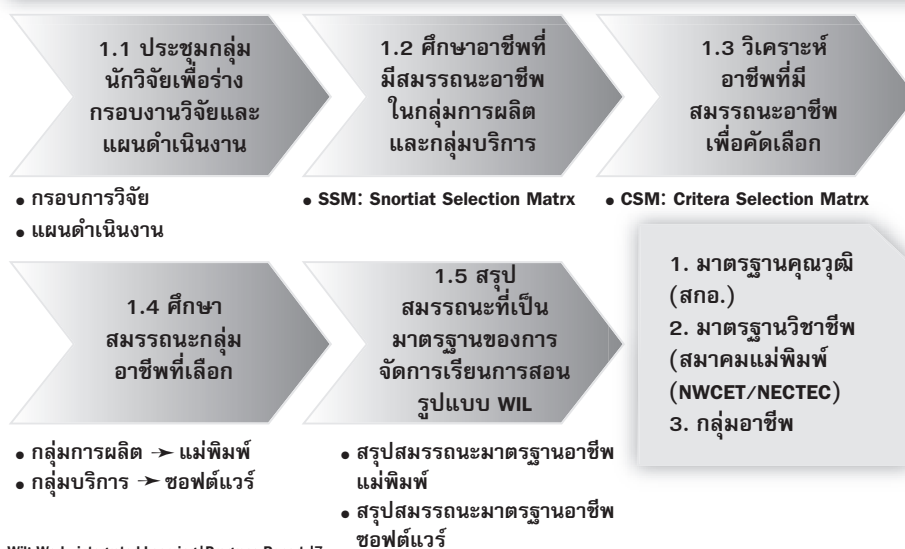 1.1 ประชุมกลุ่ม
นักวิจัยเพื่อร่าง
กรอบงานวิจัยและ
แผนดำเนินงาน
1.2 ศึกษาอาชีพที่
มีสมรรถนะอาชีพ
ในกลุ่มการผลิต
และกลุ่มบริการ
1.3 วิเคราะห์
อาชีพที่มี
สมรรถนะอาชีพ
เพื่อคัดเลือก
• กรอบการวิจัย
• แผนดำเนินงาน
• SSM: Snortiat Selection Matrx
• CSM: Critera Selection Matrx
1.4 ศึกษา
สมรรถนะกลุ่ม
อาชีพที่เลือก
1.5 สรุป
สมรรถนะที่เป็น
มาตรฐานของการ
จัดการเรียนการสอน
รูปแบบ WIL
1. มาตรฐานคุณวุฒิ
(สกอ.)
2. มาตรฐานวิชาชีพ
(สมาคมแม่พิมพ์
(NWCET/NECTEC)
3. กลุ่มอาชีพ
• กลุ่มการผลิต → แม่พิมพ์
• กลุ่มบริการ → ซอฟต์แวร์
• สรุปสมรรถนะมาตรฐานอาชีพ
แม่พิมพ์
• สรุปสมรรถนะมาตรฐานอาชีพ
ซอฟต์แวร์